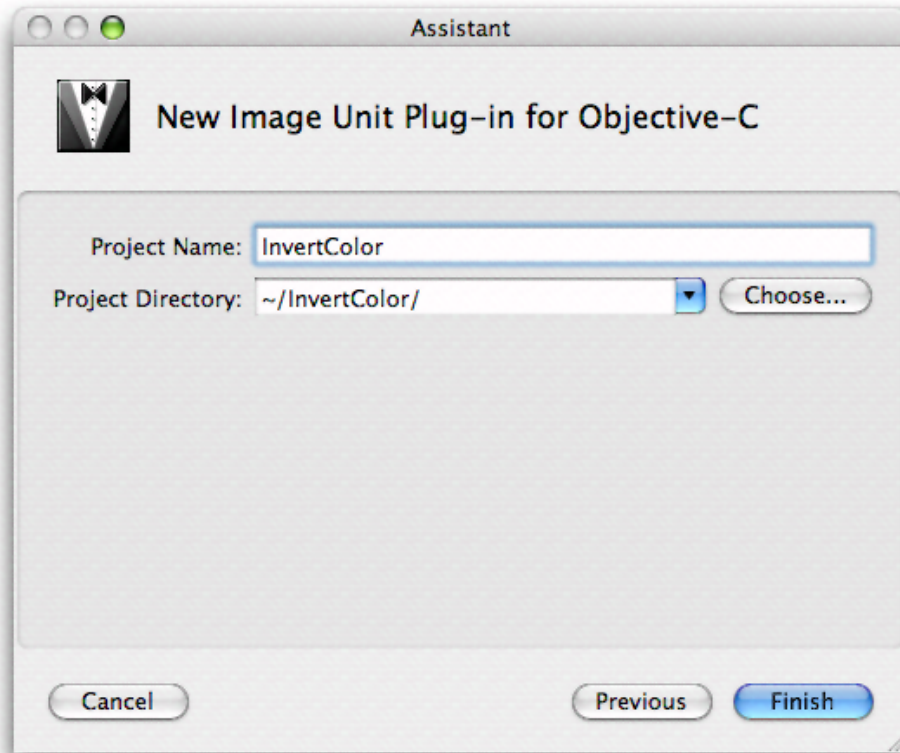 Assistant
New Image Unit Plug-in for Objective-C
Project Name: InvertColor
Project Directory: ~/InvertColor/ Choose...
Cancel Previous Finish